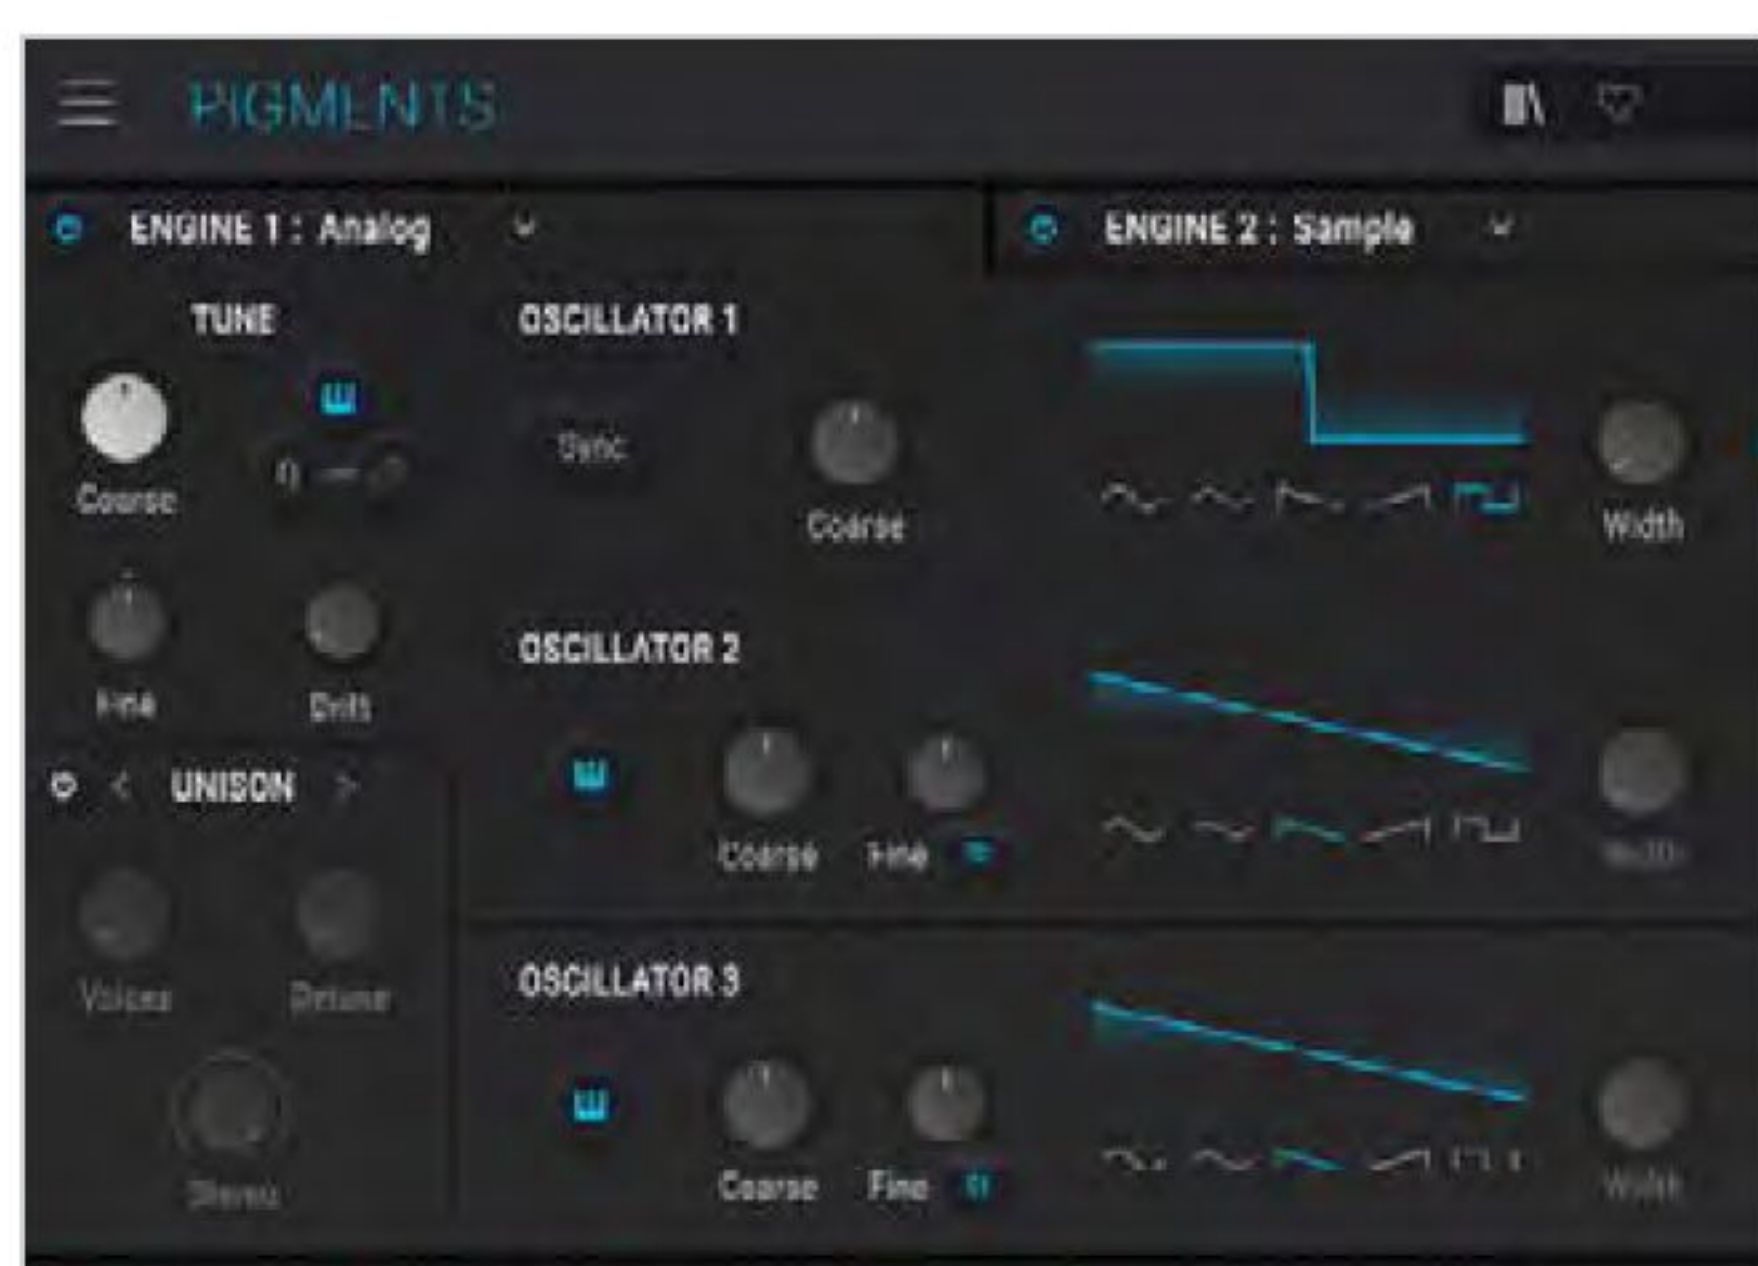 PIGMENTS
ENGINE 1 : Analog
ENGINE 2 : Sample
TUNE
OSCILLATOR 1
Sync
Coarse
Coarse
Width
Fine
Drift
OSCILLATOR 2
UNISON
Coarse
Fine
Width
Voices
Detune
OSCILLATOR 3
Stereo
Coarse
Fine
Width